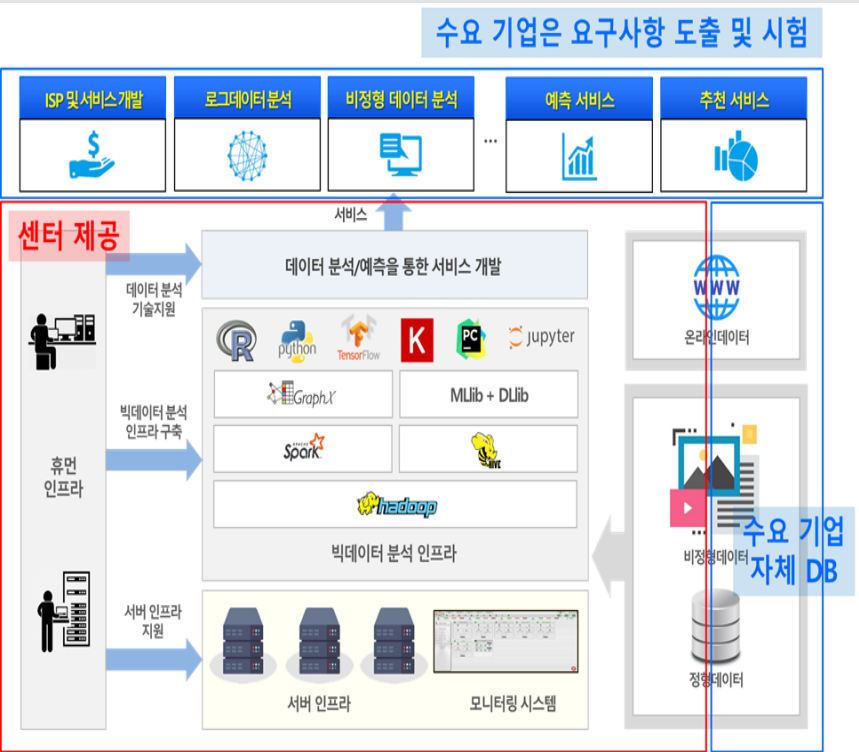 수요 기업은 요구사항 도출 및 시험
ISP 및 서비스 개발
로그데이터 분석
비정형 데이터 분석
...
예측 서비스
추천 서비스
$
서비스
센터 제공
데이터 분석/예측을 통한 서비스 개발
데이터 분석
기술지원
R
python
TensorFlow
K
PC
jupyter
GraphX
MLlib + DLlib
빅데이터 분석
인프라 구축
APACHE
Spark
HIVE
hadoop
빅데이터 분석 인프라
휴먼
인프라
서버 인프라
지원
서버 인프라
모니터링 시스템
WWW
온라인데이터
비정형데이터
수요 기업
자체 DB
정형데이터